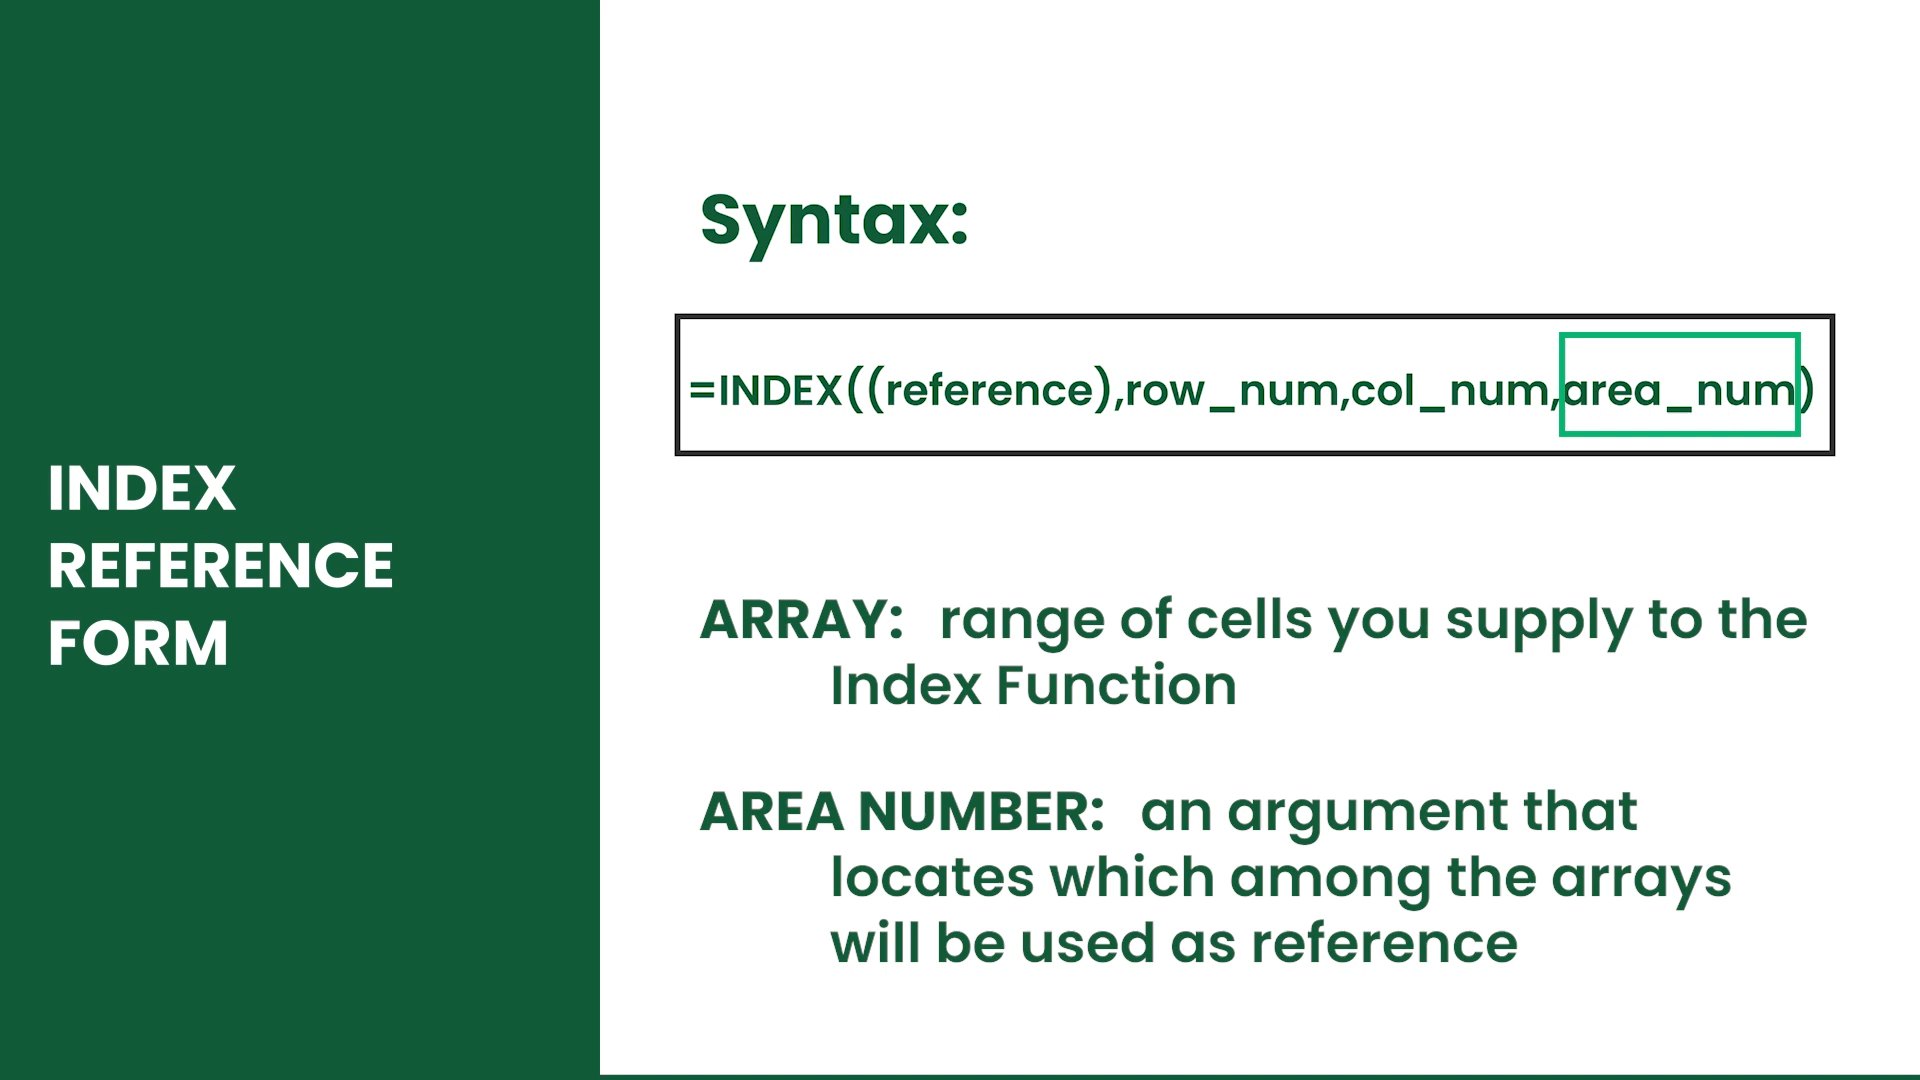 INDEX
REFERENCE
FORM
Syntax:
=INDEX((reference),row_num,col_num,area_num)
ARRAY: range of cells you supply to the
Index Function
AREA NUMBER: an argument that
locates which among the arrays
will be used as reference